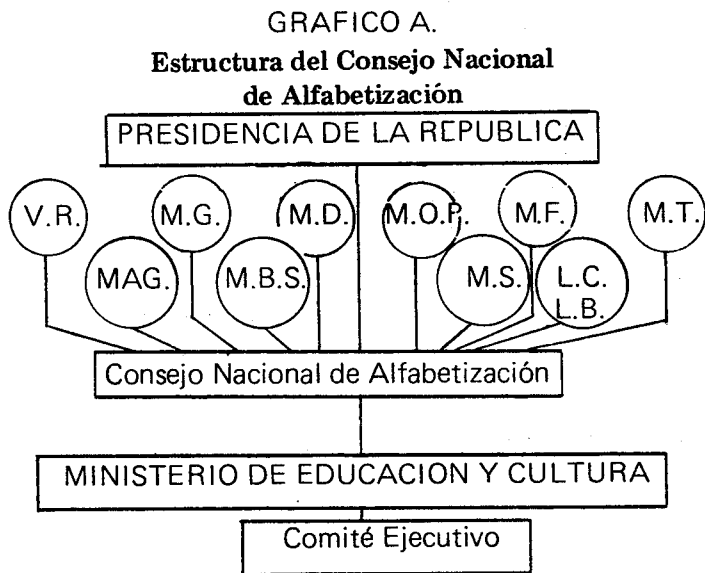 GRAFICO A.
Estructura del Consejo Nacional
de Alfabetización
PRESIDENCIA DE LA REPUBLICA
V.R. M.G. M.D. M.O.P. M.F. M.T.
MAG. M.B.S. M.S. L.C.
L.B.
Consejo Nacional de Alfabetización
MINISTERIO DE EDUCACION Y CULTURA
Comité Ejecutivo